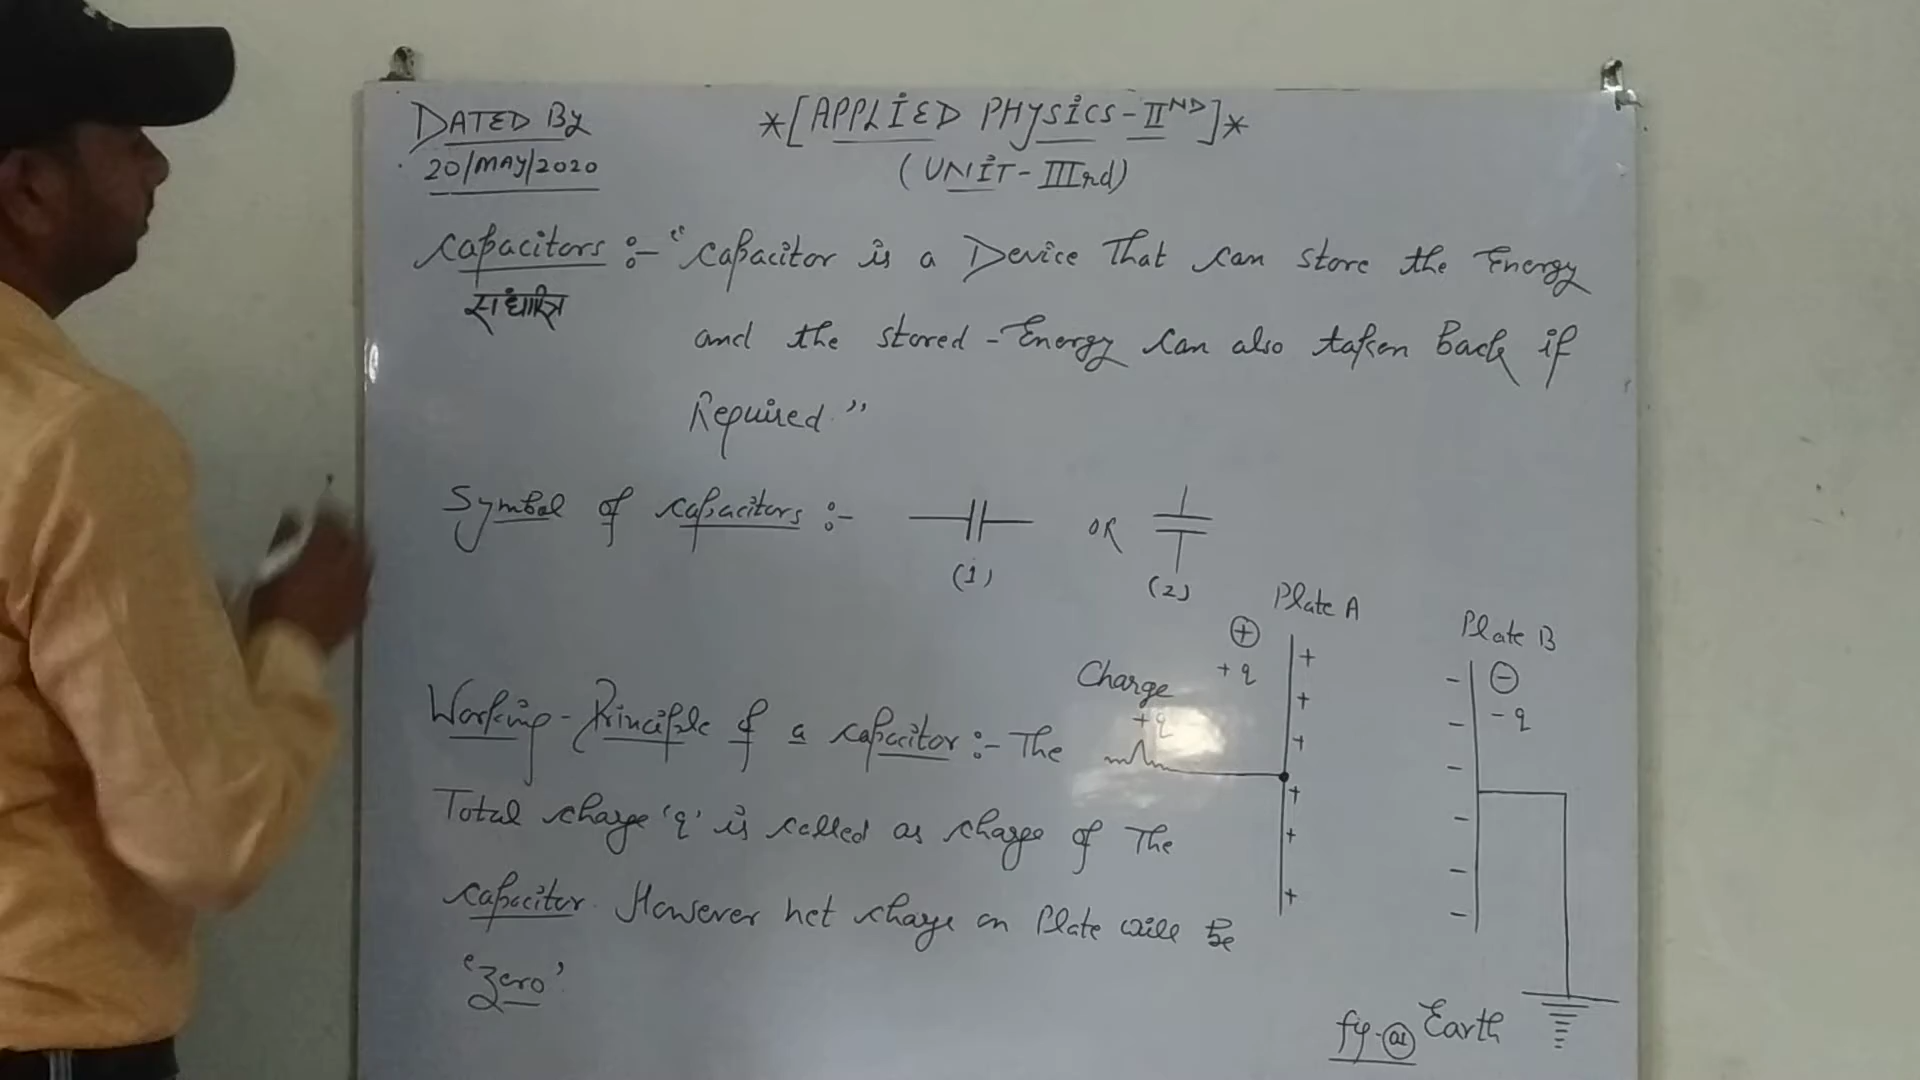 DATED By
20/MAY/2020
*[APPLIED PHYSICS-II^ND]*
(UNIT-IIIrd)
Capacitors :- “Capacitor is a Device That can store the Energy
संधारित्र
and the stored-Energy can also taken Back if
Required.”
Symbol of capacitors :-
OR
(1)
(2)
Plate A
Plate B
+
+q
-
-q
Charge
+q
Working-Principle of a capacitor :- The
Total charge 'q' is called as charge of The
capacitor. However net charge on Plate will be
‘Zero’
fig. 01
Earth